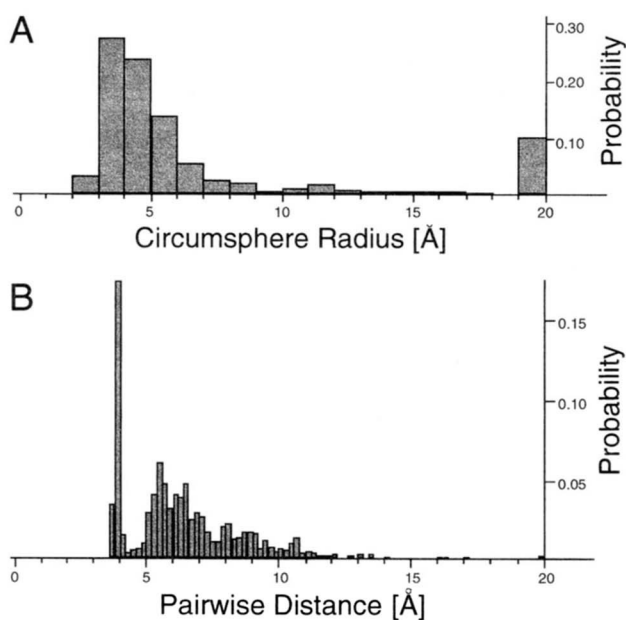 A
0.30
0.20
0.10
Probability
0 5 10 15 20
Circumsphere Radius [Å]
B
0.15
0.10
0.05
Probability
0 5 10 15 20
Pairwise Distance [Å]